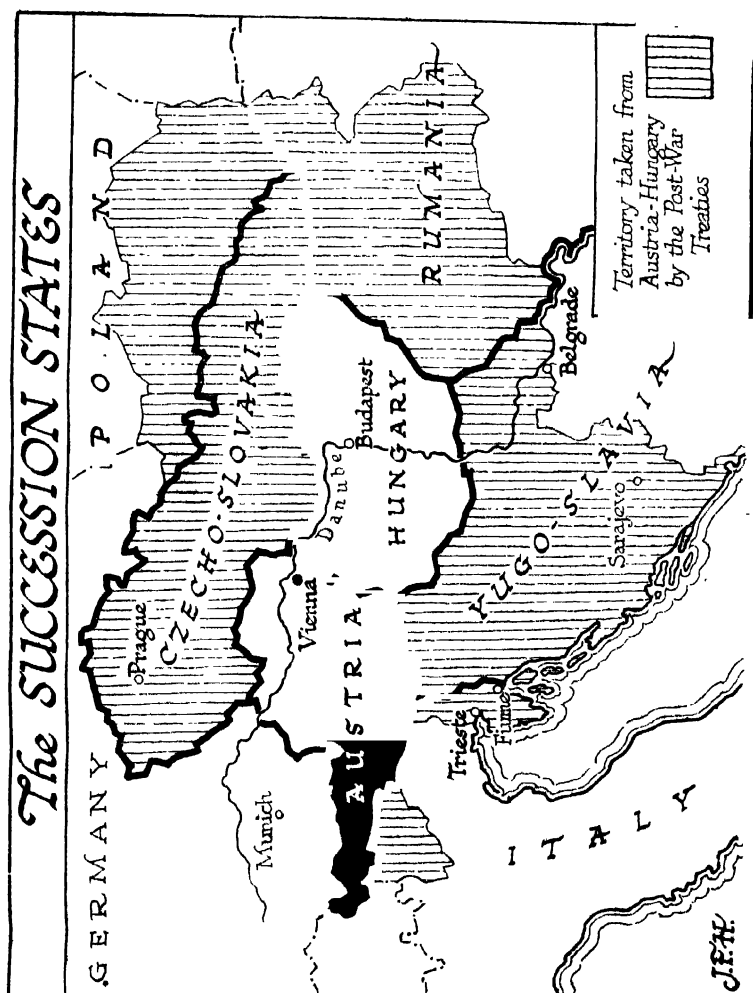 The SUCCESSION STATES
GERMANY
POLAND
Prague
CZECHO-SLOVAKIA
Munich
Vienna
Danube
Budapest
AUSTRIA
HUNGARY
RUMANIA
Trieste
Fiume
YUGO-SLAVIA
Sarajevo
Belgrade
ITALY
Territory taken from
Austria-Hungary
by the Post-War
Treaties
J.F.H.